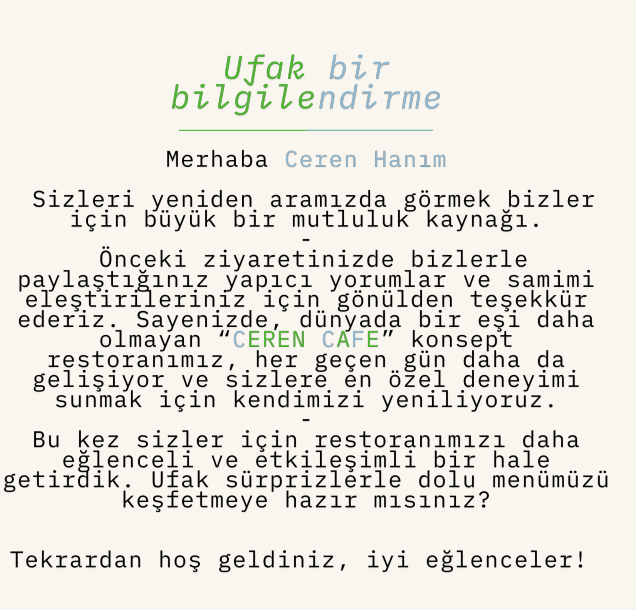 Ufak bir
bilgilendirme
Merhaba Ceren Hanım
Sizleri yeniden aramızda görmek bizler
için büyük bir mutluluk kaynağı.
-
Önceki ziyaretinizde bizlerle
paylaştığınız yapıcı yorumlar ve samimi
eleştirileriniz için gönülden teşekkür
ederiz. Sayenizde, dünyada bir eşi daha
olmayan “CEREN CAFE” konsept
restoranımız, her geçen gün daha da
gelişiyor ve sizlere en özel deneyimi
sunmak için kendimizi yeniliyoruz.
-
Bu kez sizler için restoranımızı daha
eğlenceli ve etkileşimli bir hale
getirdik. Ufak sürprizlerle dolu menümüzü
keşfetmeye hazır mısınız?
Tekrardan hoş geldiniz, iyi eğlenceler!